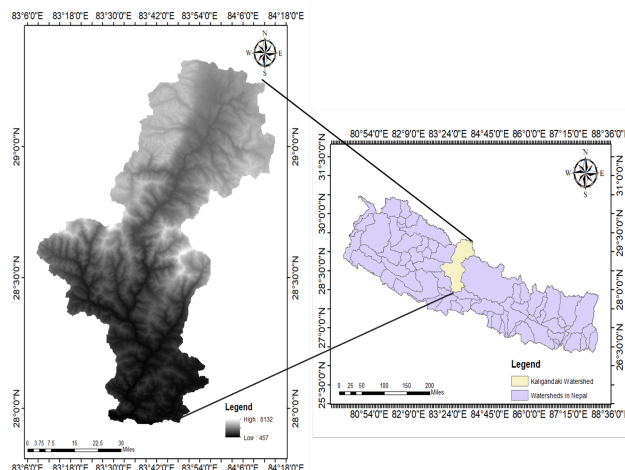 83°6'0"E 83°18'0"E 83°30'0"E 83°42'0"E 83°54'0"E 84°6'0"E 84°18'0"E
N
W E
S
29°0'0"N 29°0'0"N
28°30'0"N 28°30'0"N
28°0'0"N 28°0'0"N
Legend
High : 8132
Low : 457
0 3.75 7.5 15 22.5 30
Miles
83°6'0"E 83°18'0"E 83°30'0"E 83°42'0"E 83°54'0"E 84°6'0"E 84°18'0"E
80°54'0"E 82°9'0"E 83°24'0"E 84°45'0"E 86°0'0"E 87°15'0"E 88°36'0"E
N
W E
S
31°30'0"N 31°0'0"N
30°0'0"N 29°30'0"N
28°30'0"N 28°0'0"N
27°0'0"N 26°30'0"N
25°30'0"N
Legend
Kaligandaki Watershed
Watersheds in Nepal
0 25 50 100 150 200
Miles
80°54'0"E 82°9'0"E 83°24'0"E 84°45'0"E 86°0'0"E 87°15'0"E 88°36'0"E